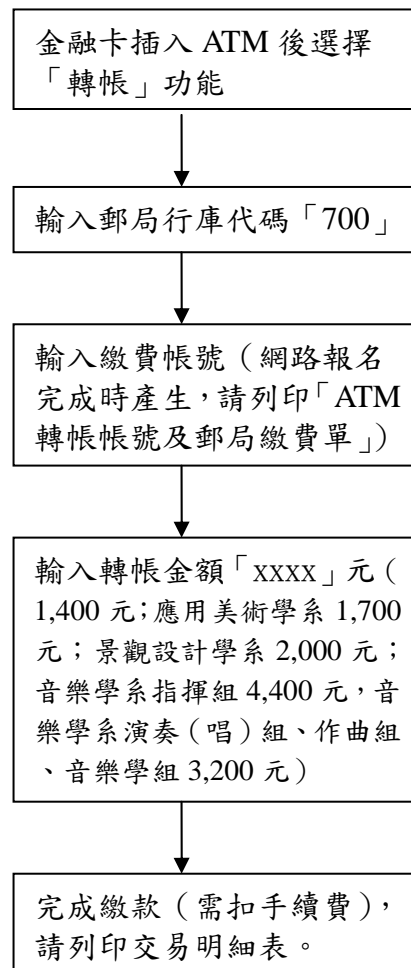 金融卡插入 ATM 後選擇
「轉帳」功能
輸入郵局行庫代碼「700」
輸入繳費帳號（網路報名
完成時產生，請列印「ATM
轉帳帳號及郵局繳費單」）
輸入轉帳金額「xxxx」元（
1,400 元；應用美術學系 1,700
元；景觀設計學系 2,000 元；
音樂學系指揮組 4,400 元，音
樂學系演奏（唱）組、作曲組
、音樂學組 3,200 元）
完成繳款（需扣手續費），
請列印交易明細表。